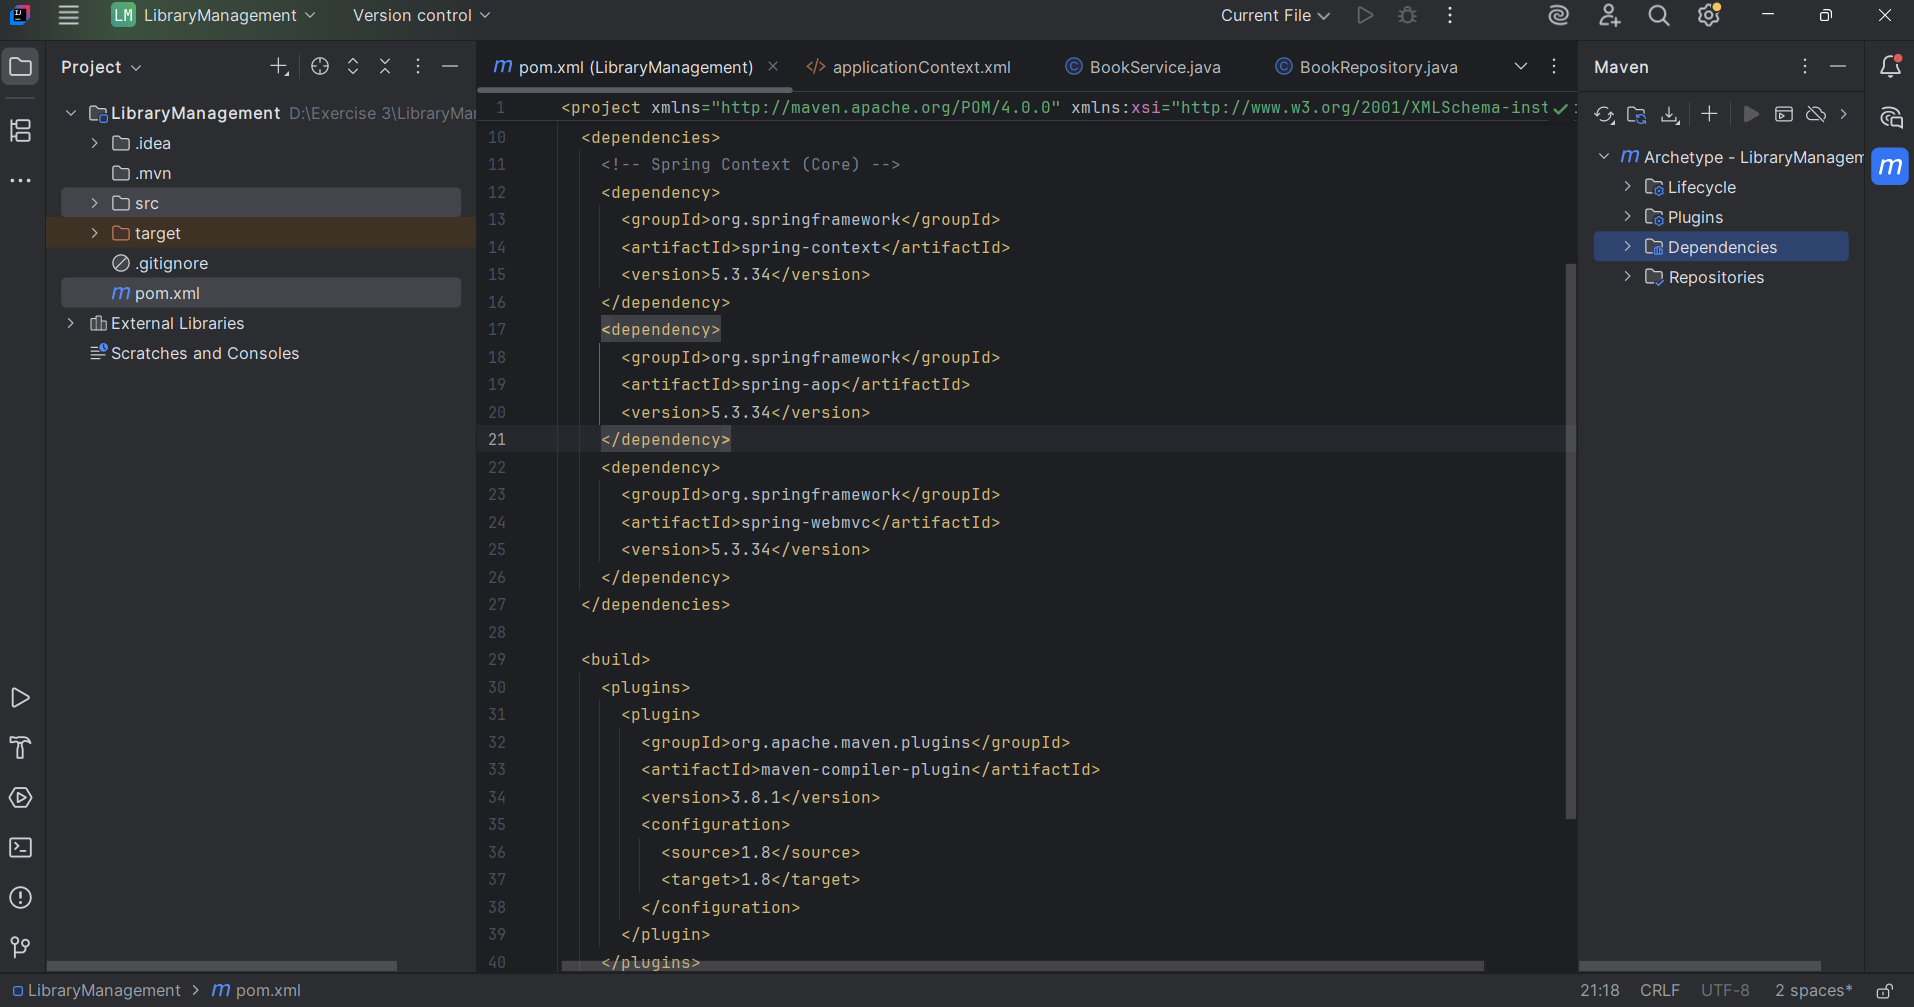 LM LibraryManagement Version control Current File
Project
LibraryManagement D:\Exercise 3\LibraryMa
.idea
.mvn
src
target
.gitignore
m pom.xml
External Libraries
Scratches and Consoles
m pom.xml (LibraryManagement)
</> applicationContext.xml
C BookService.java
C BookRepository.java
1 <project xmlns="http://maven.apache.org/POM/4.0.0" xmlns:xsi="http://www.w3.org/2001/XMLSchema-inst
10 <dependencies>
11 <!-- Spring Context (Core) -->
12 <dependency>
13 <groupId>org.springframework</groupId>
14 <artifactId>spring-context</artifactId>
15 <version>5.3.34</version>
16 </dependency>
17 <dependency>
18 <groupId>org.springframework</groupId>
19 <artifactId>spring-aop</artifactId>
20 <version>5.3.34</version>
21 </dependency>
22 <dependency>
23 <groupId>org.springframework</groupId>
24 <artifactId>spring-webmvc</artifactId>
25 <version>5.3.34</version>
26 </dependency>
27 </dependencies>
28
29 <build>
30 <plugins>
31 <plugin>
32 <groupId>org.apache.maven.plugins</groupId>
33 <artifactId>maven-compiler-plugin</artifactId>
34 <version>3.8.1</version>
35 <configuration>
36 <source>1.8</source>
37 <target>1.8</target>
38 </configuration>
39 </plugin>
40 </plugins>
Maven
m Archetype - LibraryManagem
Lifecycle
Plugins
Dependencies
Repositories
m
LibraryManagement > m pom.xml
21:18 CRLF UTF-8 2 spaces*